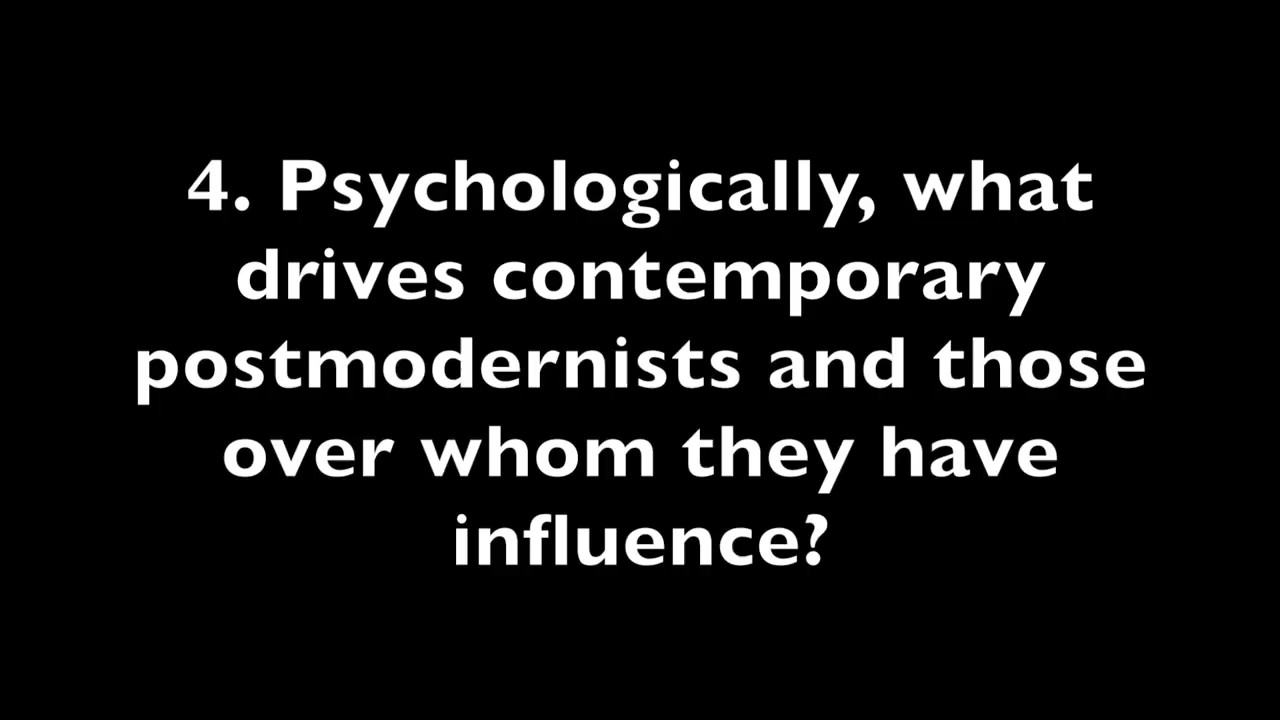 4. Psychologically, what
drives contemporary
postmodernists and those
over whom they have
influence?